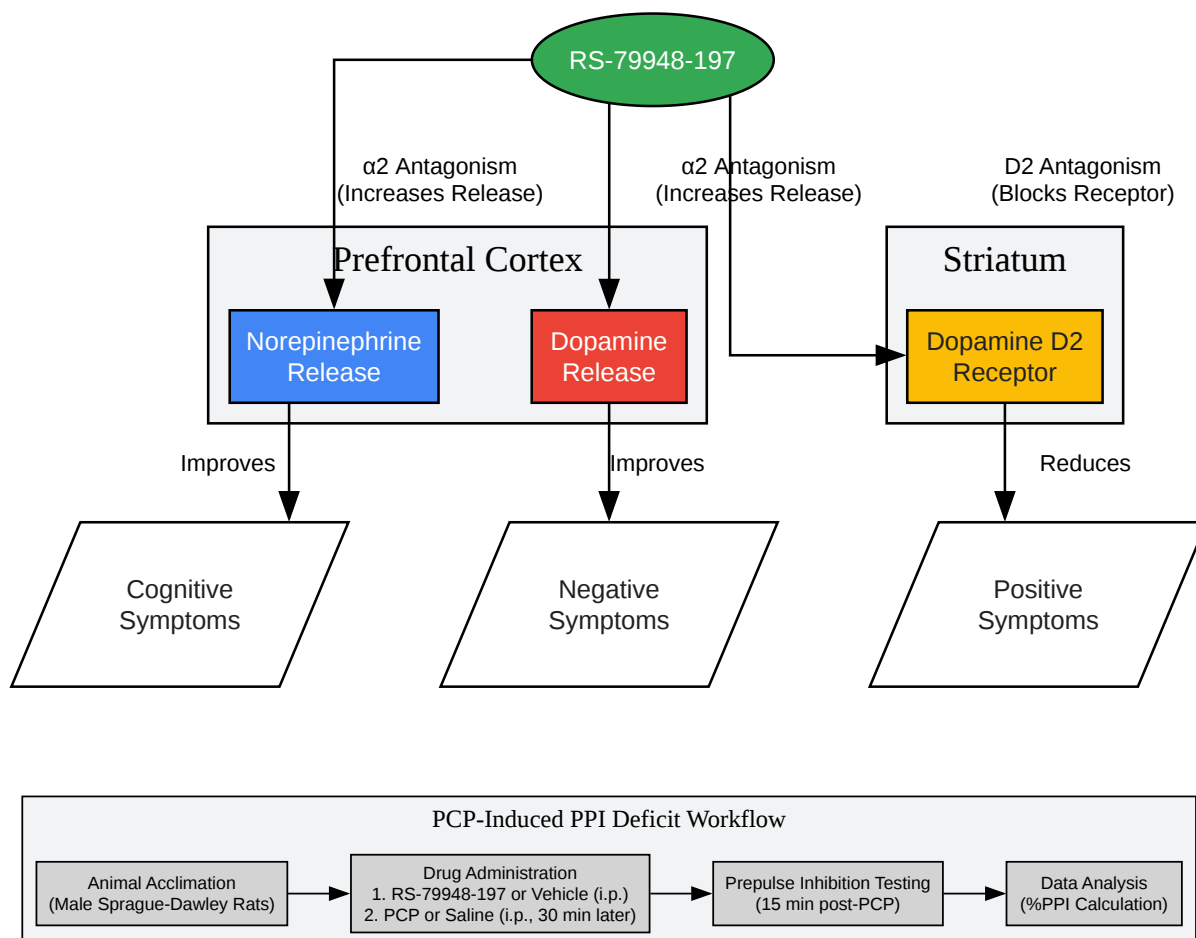 RS-79948-197
α2 Antagonism
(Increases Release)
α2 Antagonism
(Increases Release)
D2 Antagonism
(Blocks Receptor)
Prefrontal Cortex
Striatum
Norepinephrine
Release
Dopamine
Release
Dopamine D2
Receptor
Improves
Improves
Reduces
Cognitive
Symptoms
Negative
Symptoms
Positive
Symptoms
PCP-Induced PPI Deficit Workflow
Animal Acclimation
(Male Sprague-Dawley Rats)
Drug Administration
1. RS-79948-197 or Vehicle (i.p.)
2. PCP or Saline (i.p., 30 min later)
Prepulse Inhibition Testing
(15 min post-PCP)
Data Analysis
(%PPI Calculation)